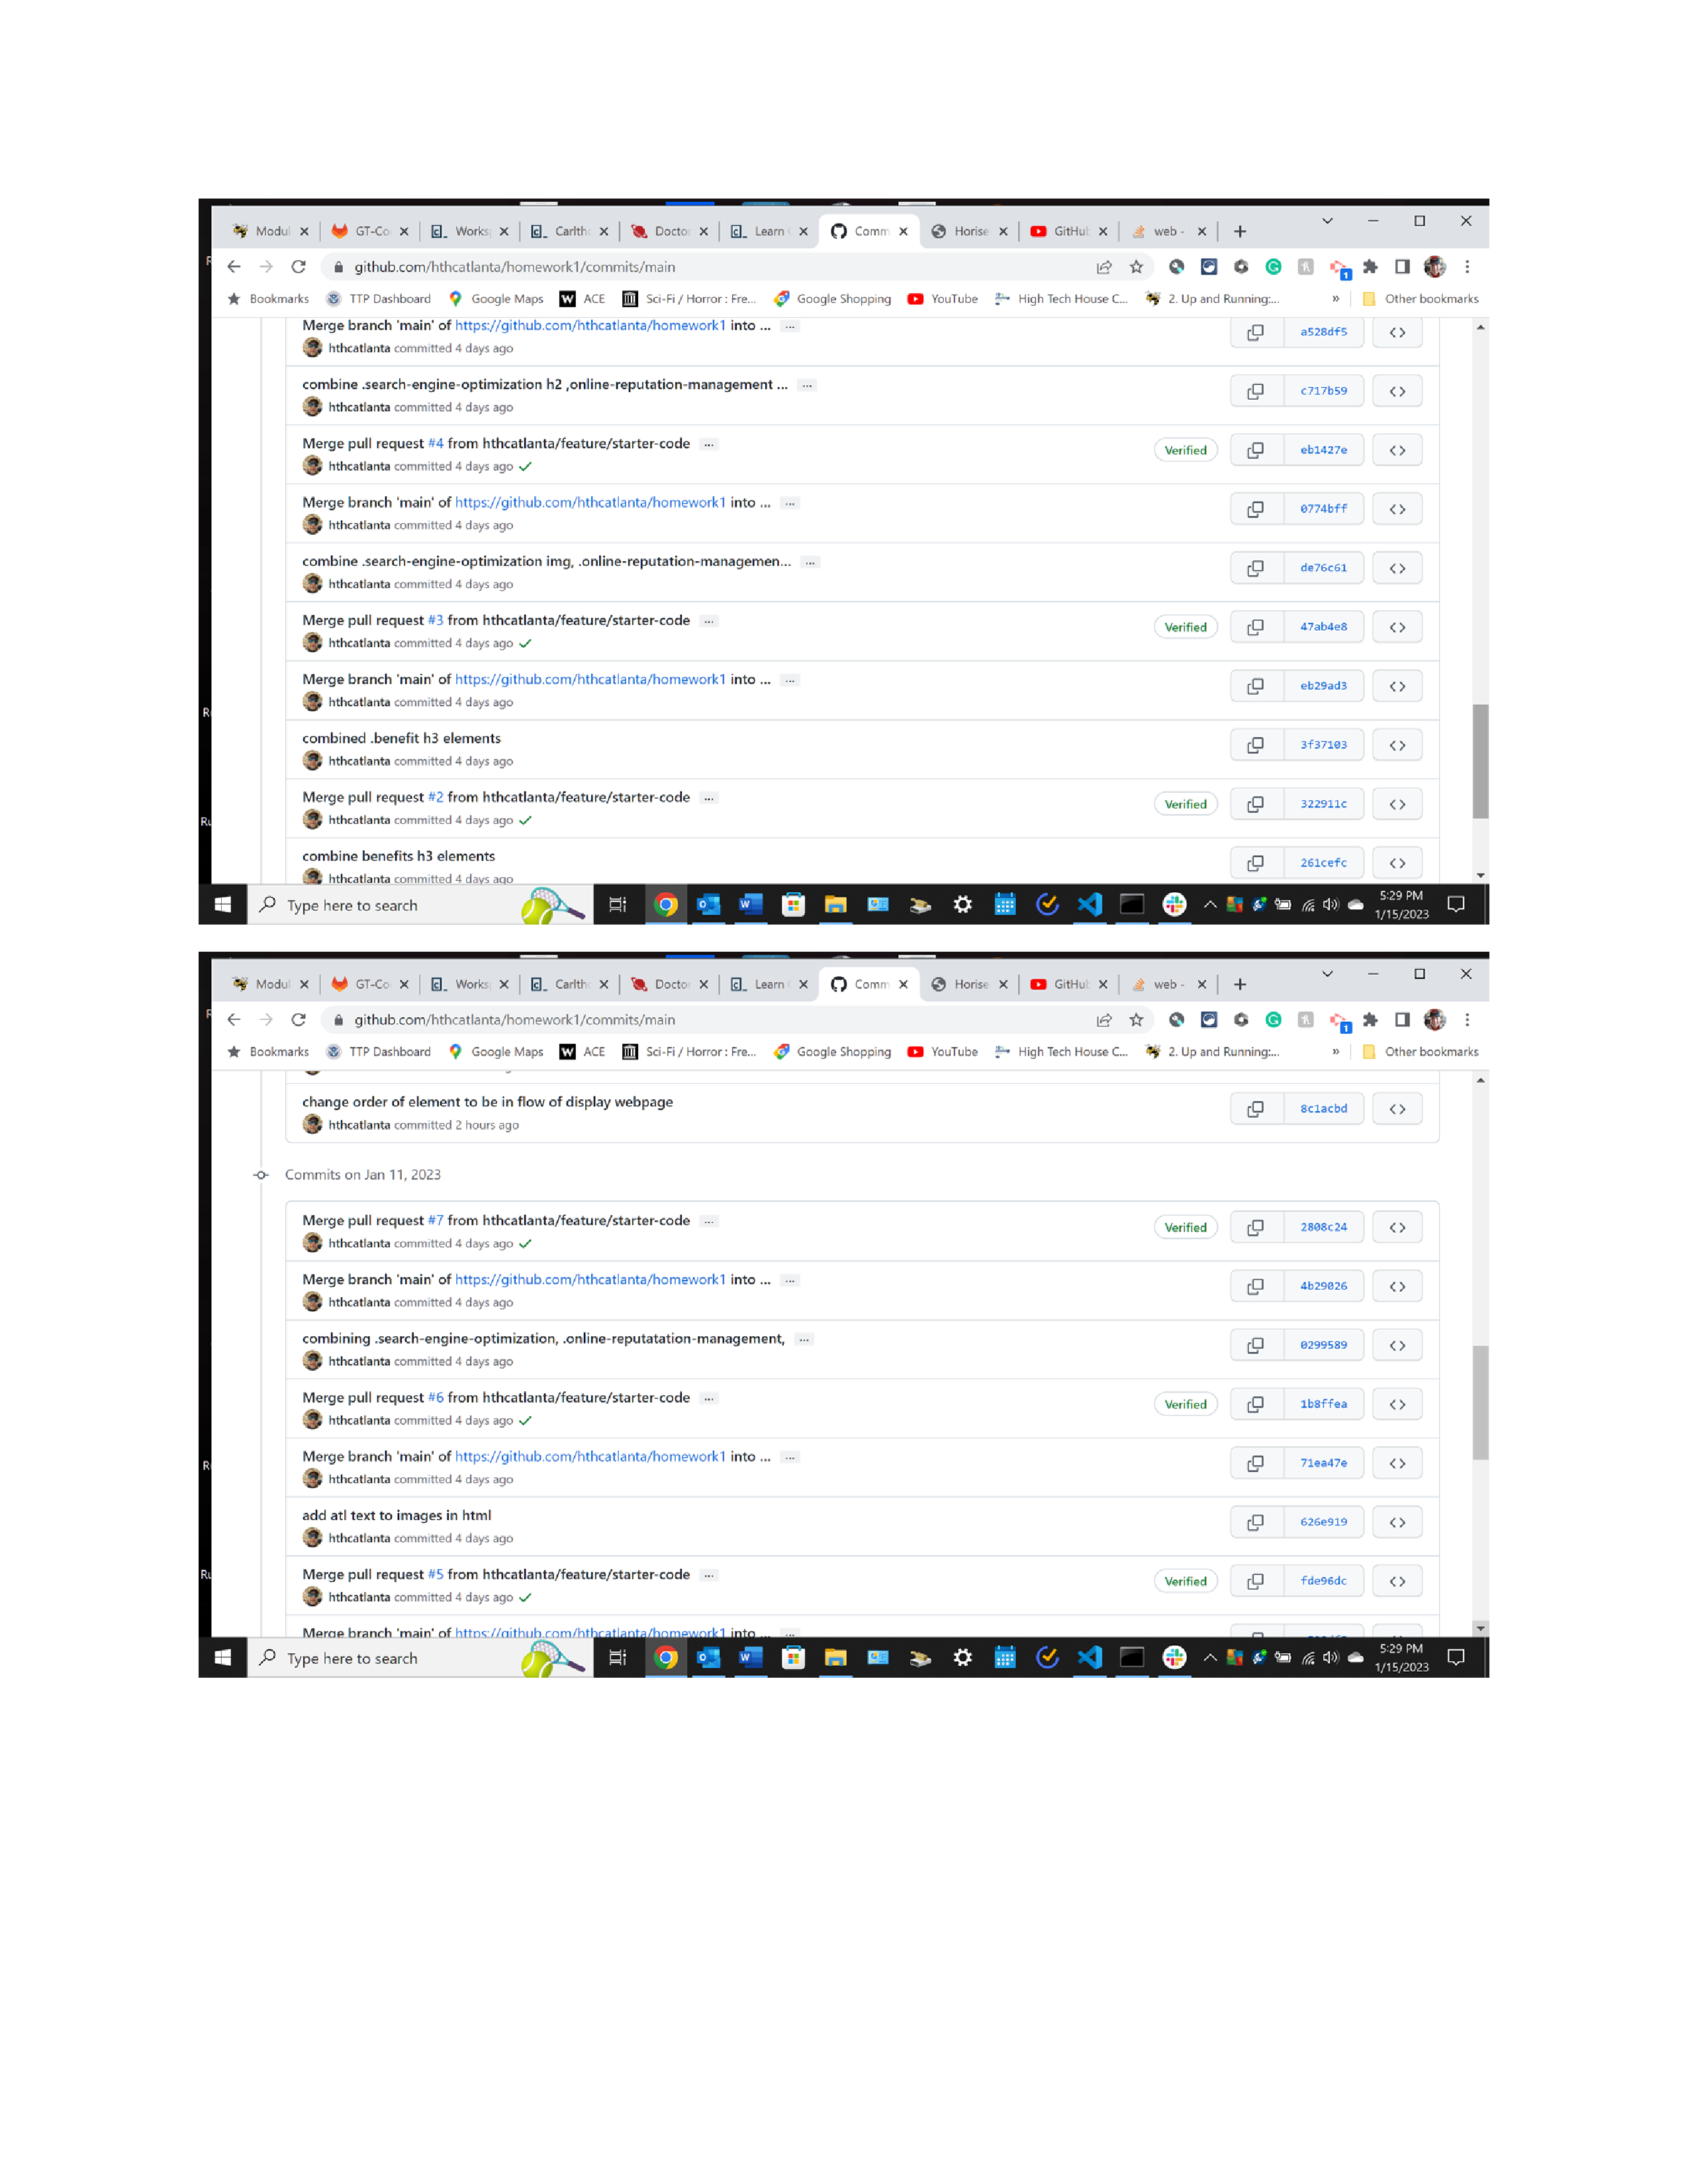 Modul
GT-Co
Works
Carlth
Doctor
Learn
Comm
Horise
GitHub
web -
github.com/hthcatlanta/homework1/commits/main
1
Bookmarks TTP Dashboard Google Maps W ACE Sci-Fi / Horror : Fre... Google Shopping YouTube High Tech House C... 2. Up and Running:... » Other bookmarks
Merge branch 'main' of https://github.com/hthcatlanta/homework1 into ... ...
a528df5
hthcatlanta committed 4 days ago
combine .search-engine-optimization h2 ,online-reputation-management ... ...
c717b59
hthcatlanta committed 4 days ago
Merge pull request #4 from hthcatlanta/feature/starter-code ...
Verified eb1427e
hthcatlanta committed 4 days ago
Merge branch 'main' of https://github.com/hthcatlanta/homework1 into ... ...
0774bff
hthcatlanta committed 4 days ago
combine .search-engine-optimization img, .online-reputation-managemen... ...
de76c61
hthcatlanta committed 4 days ago
Merge pull request #3 from hthcatlanta/feature/starter-code ...
Verified 47ab4e8
hthcatlanta committed 4 days ago
Merge branch 'main' of https://github.com/hthcatlanta/homework1 into ... ...
eb29ad3
hthcatlanta committed 4 days ago
combined .benefit h3 elements
3f37103
hthcatlanta committed 4 days ago
Merge pull request #2 from hthcatlanta/feature/starter-code ...
Verified 322911c
hthcatlanta committed 4 days ago
combine benefits h3 elements
261cefc
hthcatlanta committed 4 days ago
Type here to search
5:29 PM
1/15/2023
Modul
GT-Co
Works
Carlth
Doctor
Learn
Comm
Horise
GitHub
web -
github.com/hthcatlanta/homework1/commits/main
1
Bookmarks TTP Dashboard Google Maps W ACE Sci-Fi / Horror : Fre... Google Shopping YouTube High Tech House C... 2. Up and Running:... » Other bookmarks
change order of element to be in flow of display webpage
8c1acbd
hthcatlanta committed 2 hours ago
Commits on Jan 11, 2023
Merge pull request #7 from hthcatlanta/feature/starter-code ...
Verified 2808c24
hthcatlanta committed 4 days ago
Merge branch 'main' of https://github.com/hthcatlanta/homework1 into ... ...
4b29026
hthcatlanta committed 4 days ago
combining .search-engine-optimization, .online-reputatation-management, ...
0299589
hthcatlanta committed 4 days ago
Merge pull request #6 from hthcatlanta/feature/starter-code ...
Verified 1b8ffea
hthcatlanta committed 4 days ago
Merge branch 'main' of https://github.com/hthcatlanta/homework1 into ... ...
71ea47e
hthcatlanta committed 4 days ago
add atl text to images in html
626e919
hthcatlanta committed 4 days ago
Merge pull request #5 from hthcatlanta/feature/starter-code ...
Verified fde96dc
hthcatlanta committed 4 days ago
Merge branch 'main' of https://github.com/hthcatlanta/homework1 into ... ...
Type here to search
5:29 PM
1/15/2023